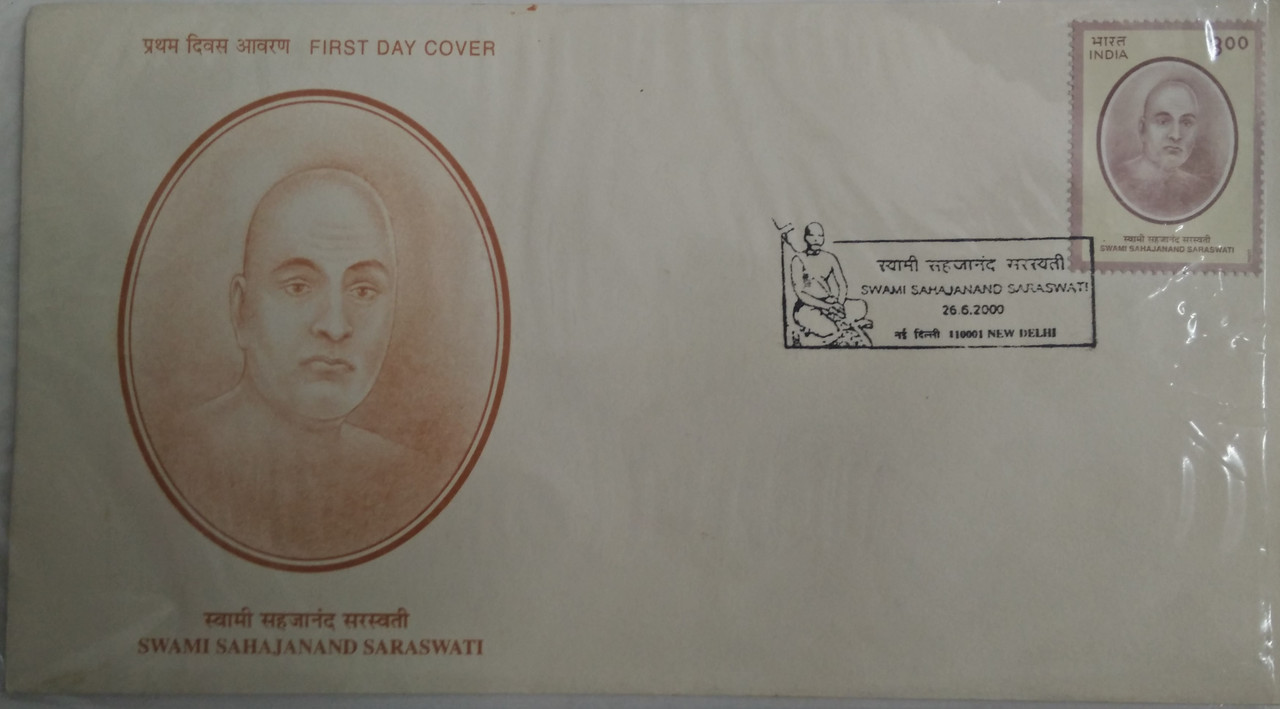 प्रथम दिवस आवरण FIRST DAY COVER
भारत
INDIA
300
स्वामी सहजानंद सरस्वती
SWAMI SAHAJANAND SARASWATI
स्वामी सहजानंद सरस्वती
SWAMI SAHAJANAND SARASWATI
26.6.2000
नई दिल्ली 110001 NEW DELHI
स्वामी सहजानंद सरस्वती
SWAMI SAHAJANAND SARASWATI